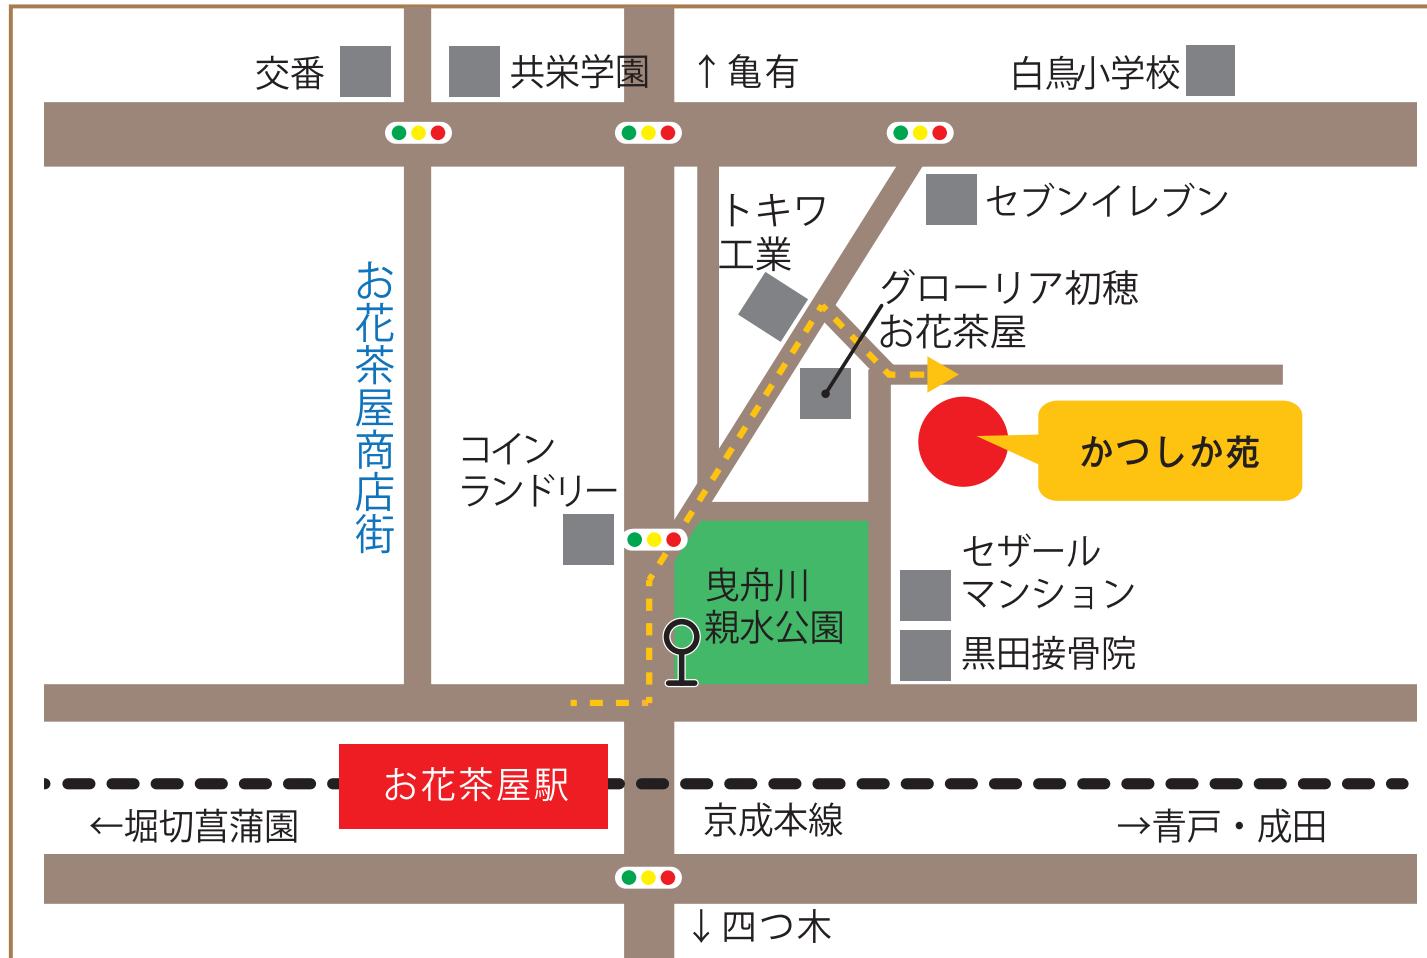 交番
共栄学園
↑亀有
白鳥小学校
トキワ
工業
セブンイレブン
グローリア初穂
お花茶屋
お花茶屋商店街
コイン
ランドリー
かつしか苑
セザール
マンション
曳舟川
親水公園
黒田接骨院
お花茶屋駅
←堀切菖蒲園
京成本線
→青戸・成田
↓四つ木